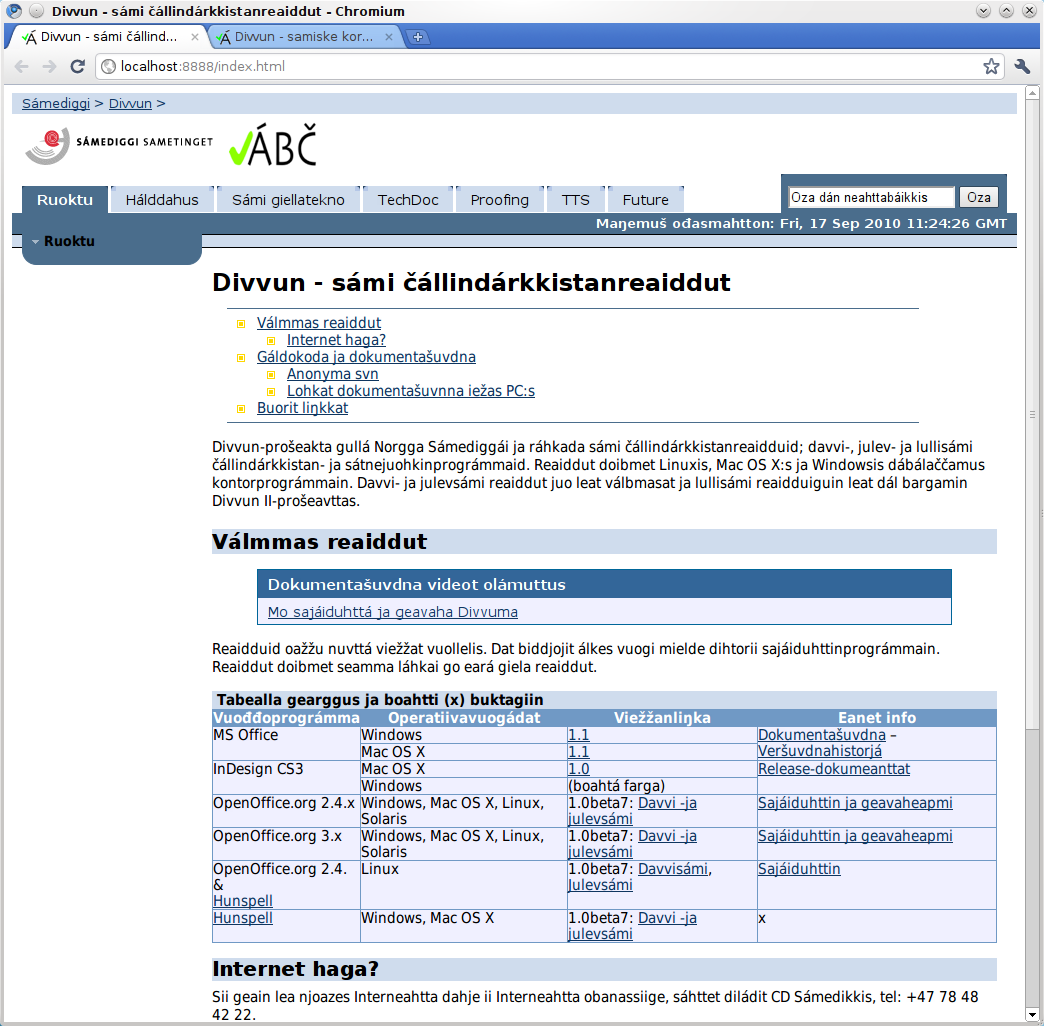 Divvun - sámi čállindárkkistanreaiddut - Chromium
Divvun - sámi čállind... Divvun - samiske kor...
localhost:8888/index.html
Sámediggi > Divvun >
SÁMEDIGGI SAMETINGET ÁBČ
Ruoktu Hálddahus Sámi giellatekno TechDoc Proofing TTS Future
Oza dán neahttabáikkis Oza
Maŋemuš ođasmahtton: Fri, 17 Sep 2010 11:24:26 GMT
Ruoktu
Divvun - sámi čállindárkkistanreaiddut
Válmmas reaiddut
Internet haga?
Gáldokoda ja dokumentašuvdna
Anonyma svn
Lohkat dokumentašuvnna iežas PC:s
Buorit liŋkkat
Divvun-prošeakta gullá Norgga Sámediggái ja ráhkada sámi čállindárkkistanreaidduid; davvi-, julev- ja lullisámi
čállindárkkistan- ja sátnejuohkinprográmmaid. Reaiddut doibmet Linuxis, Mac OS X:s ja Windowsis dábálaččamus
kontorprográmmain. Davvi- ja julevsámi reaiddut juo leat válbmasat ja lullisámi reaidduiguin leat dál bargamin
Divvun II-prošeavttas.
Válmmas reaiddut
Dokumentašuvdna videot olámuttus
Mo sajáiduhttá ja geavaha Divvuma
Reaidduid oažžu nuvttá viežžat vuollelis. Dat biddjojit álkes vuogi mielde dihtorii sajáiduhttinprográmmain.
Reaiddut doibmet seamma láhkai go eará giela reaiddut.
Tabealla gearggus ja boahtti (x) buktagiin
Vuođđoprográmma Operatiivavuogádat Viežžanliŋka Eanet info
MS Office Windows 1.1 Dokumentašuvdna –
Mac OS X 1.1 Veršuvdnahistorjá
InDesign CS3 Mac OS X 1.0 Release-dokumeanttat
Windows (boahtá farga)
OpenOffice.org 2.4.x Windows, Mac OS X, Linux, 1.0beta7: Davvi -ja Sajáiduhttin ja geavaheapmi
Solaris julevsámi
OpenOffice.org 3.x Windows, Mac OS X, Linux, 1.0beta7: Davvi -ja Sajáiduhttin ja geavaheapmi
Solaris julevsámi
OpenOffice.org 2.4. Linux 1.0beta7: Davvisámi, Sajáiduhttin
& Julevsámi
Hunspell
Hunspell Windows, Mac OS X 1.0beta7: Davvi -ja x
julevsámi
Internet haga?
Sii geain lea njoazes Interneahtta dahje ii Interneahtta obanassiige, sáhttet diládit CD Sámedikkis, tel: +47 78 48
42 22.